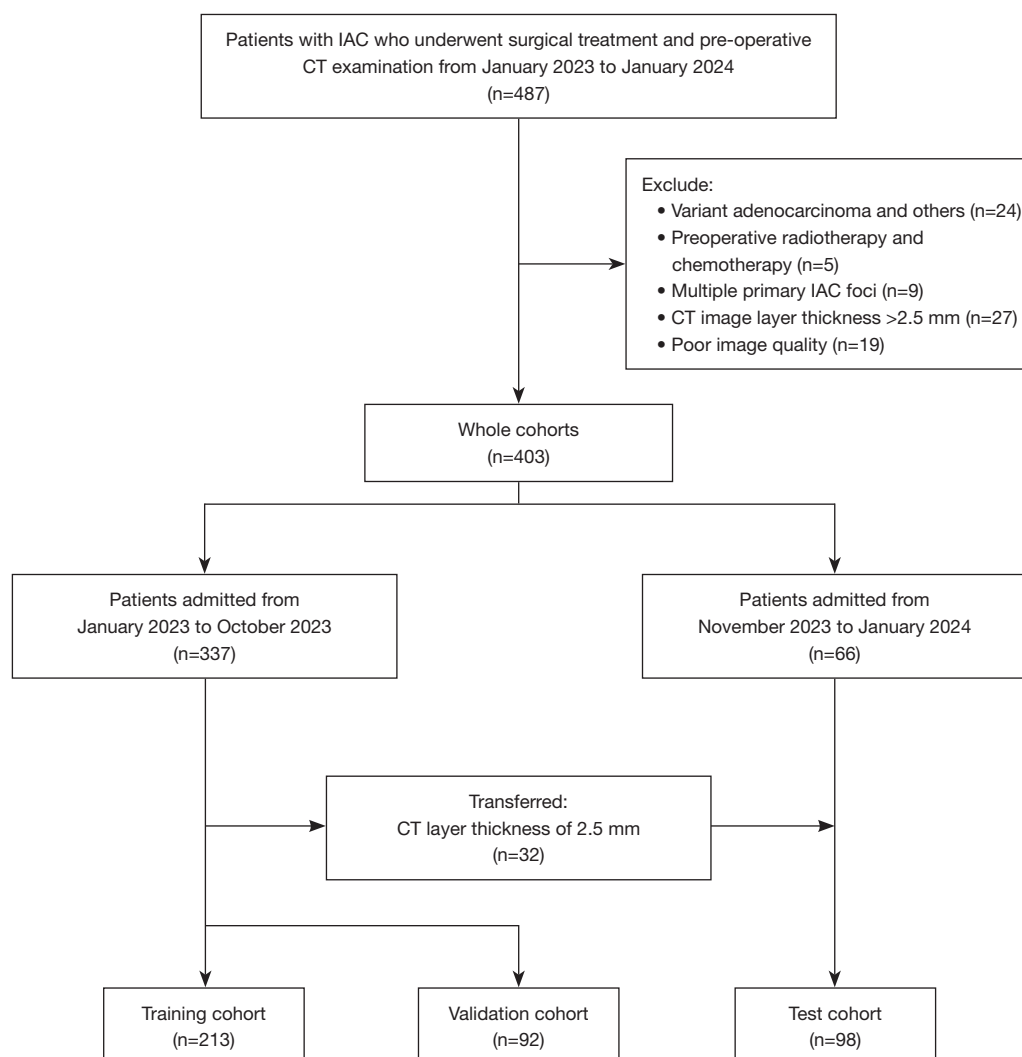 Patients with IAC who underwent surgical treatment and pre-operative
CT examination from January 2023 to January 2024
(n=487)
Exclude:
• Variant adenocarcinoma and others (n=24)
• Preoperative radiotherapy and
chemotherapy (n=5)
• Multiple primary IAC foci (n=9)
• CT image layer thickness >2.5 mm (n=27)
• Poor image quality (n=19)
Whole cohorts
(n=403)
Patients admitted from
January 2023 to October 2023
(n=337)
Patients admitted from
November 2023 to January 2024
(n=66)
Transferred:
CT layer thickness of 2.5 mm
(n=32)
Training cohort
(n=213)
Validation cohort
(n=92)
Test cohort
(n=98)